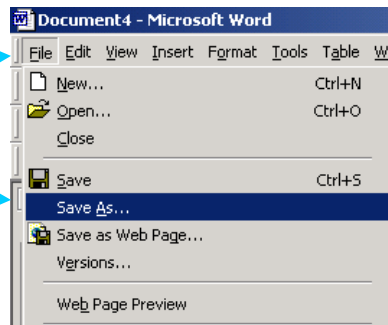 Document4 - Microsoft Word
File Edit View Insert Format Tools Table W
New... Ctrl+N
Open... Ctrl+O
Close
Save Ctrl+S
Save As...
Save as Web Page...
Versions...
Web Page Preview